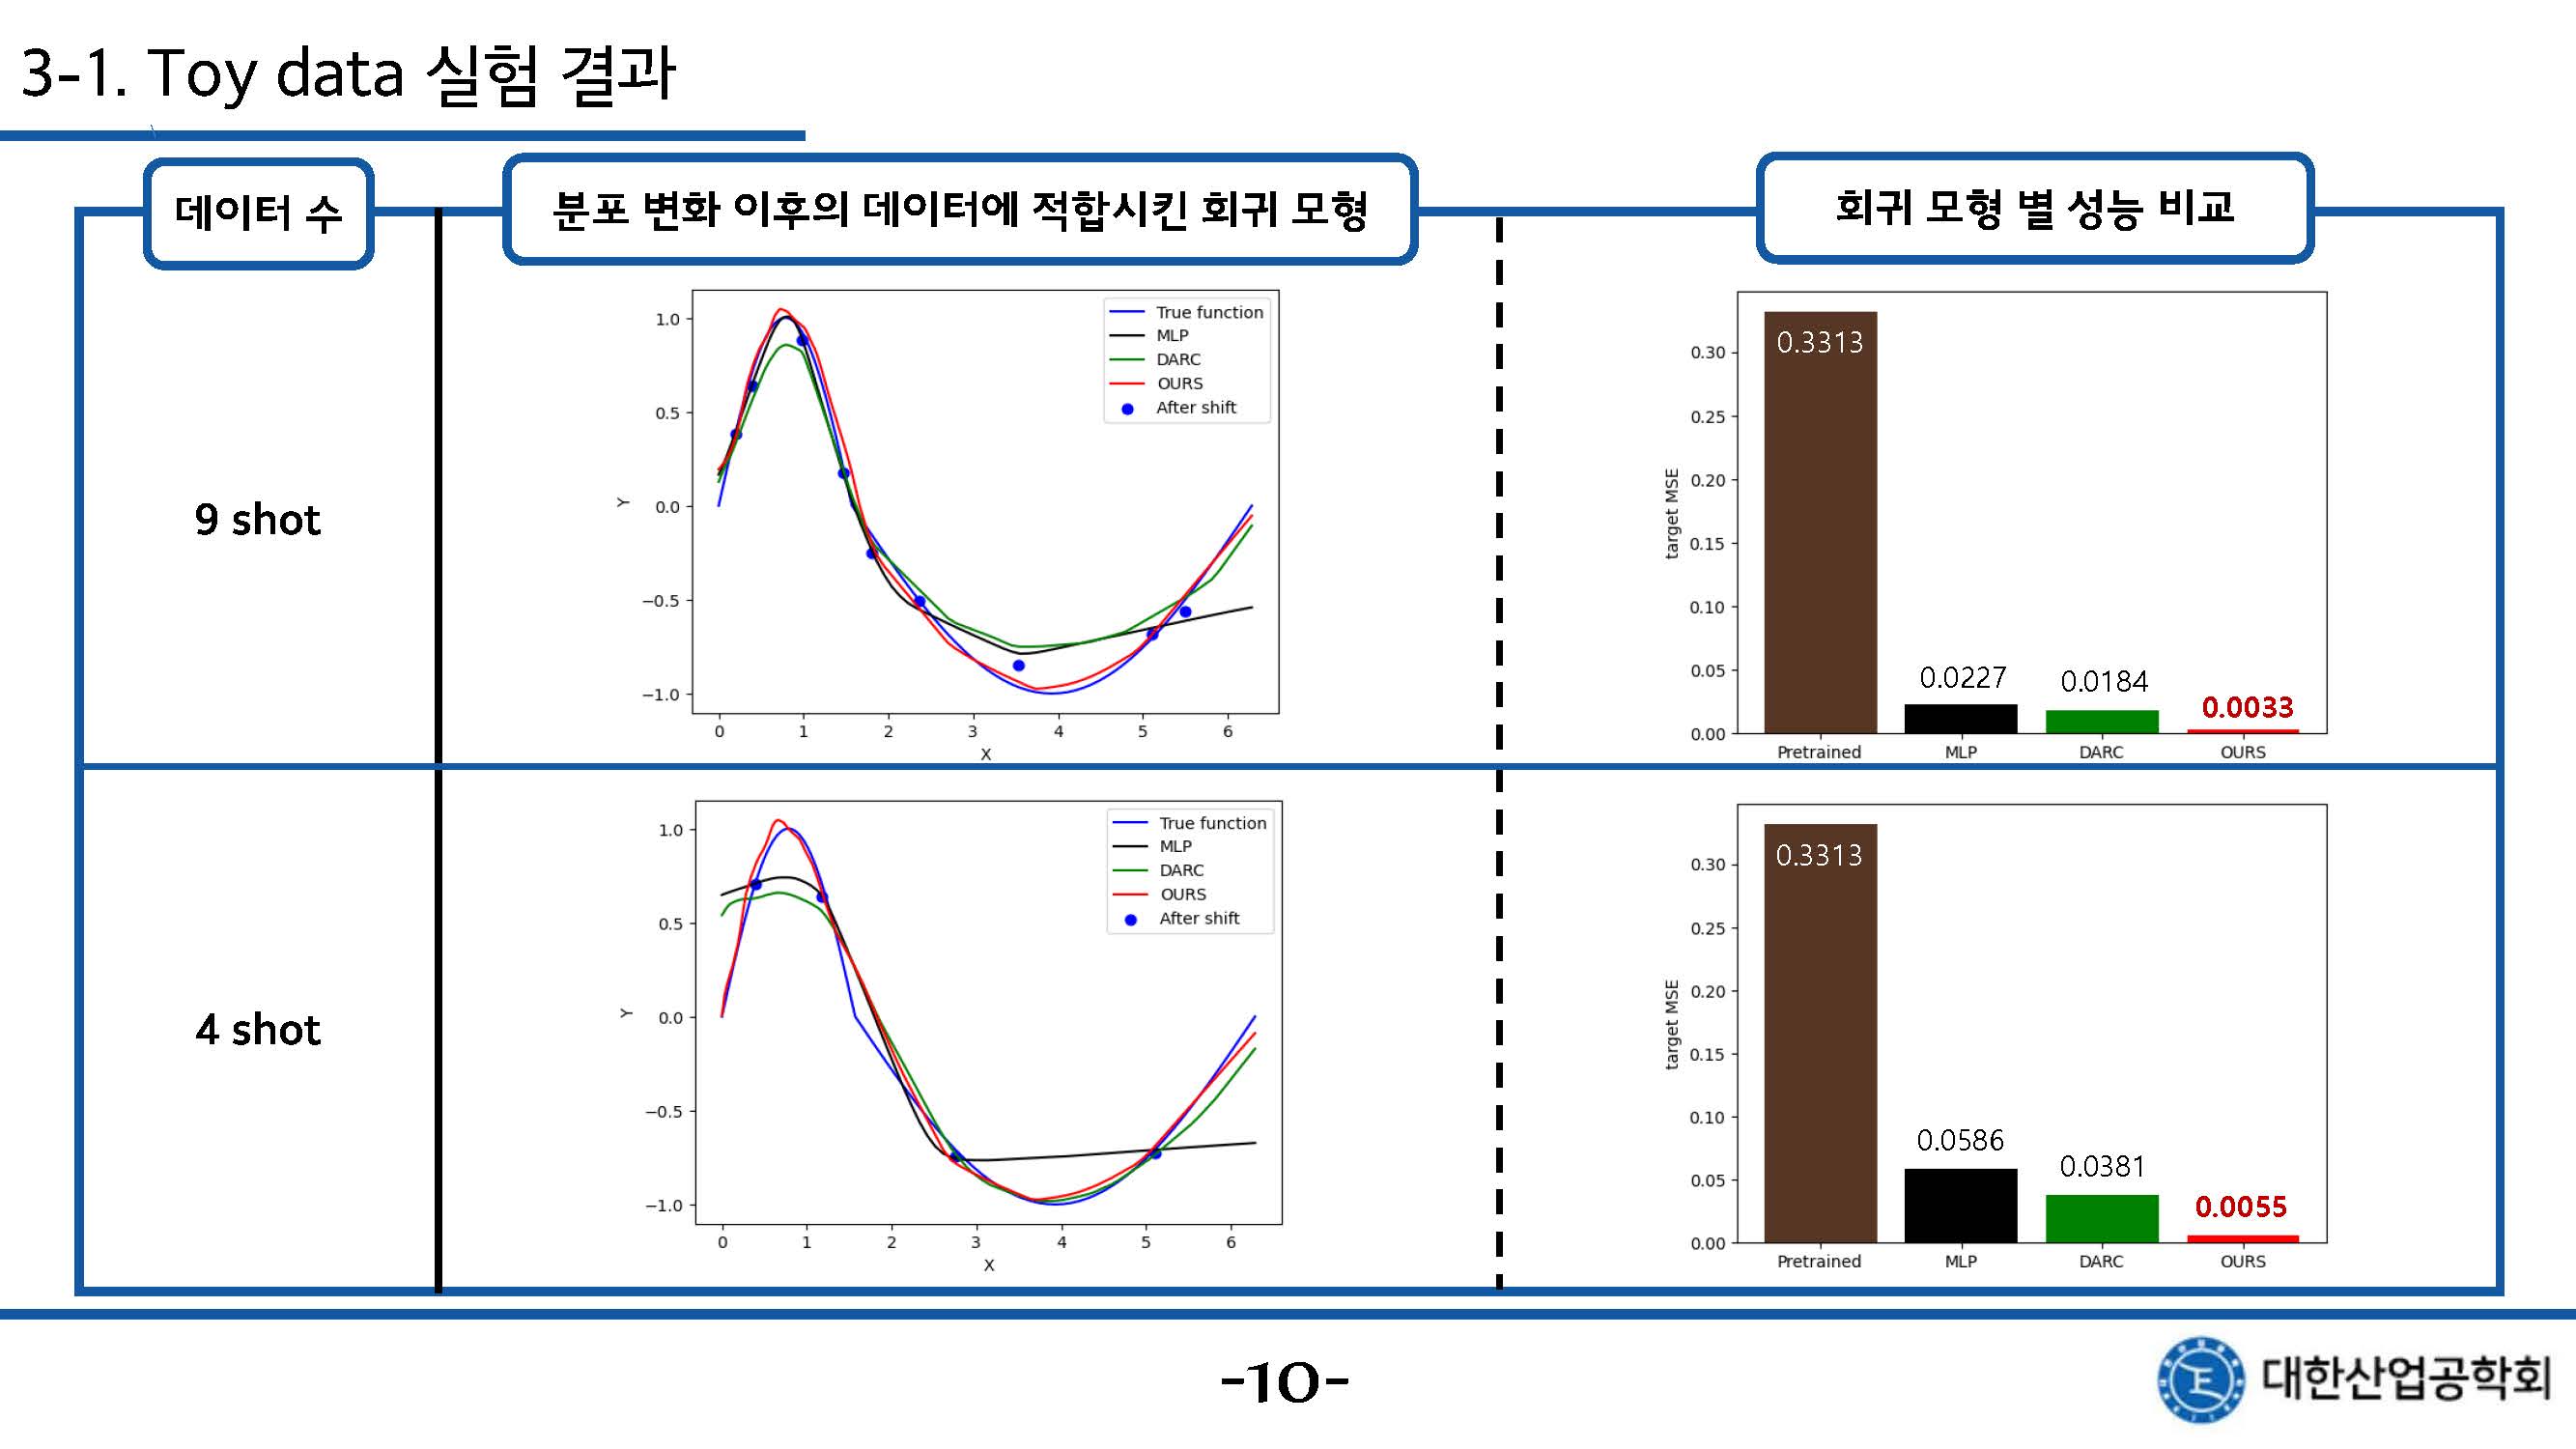 3-1. Toy data 실험 결과
데이터 수
분포 변화 이후의 데이터에 적합시킨 회귀 모형
회귀 모형 별 성능 비교
9 shot
True function
MLP
DARC
OURS
After shift
1.0
0.5
0.0
−0.5
−1.0
Y
0 1 2 3 4 5 6
X
0.30
0.25
0.20
0.15
0.10
0.05
0.00
target MSE
0.3313
0.0227
0.0184
0.0033
Pretrained MLP DARC OURS
4 shot
True function
MLP
DARC
OURS
After shift
1.0
0.5
0.0
−0.5
−1.0
Y
0 1 2 3 4 5 6
X
0.30
0.25
0.20
0.15
0.10
0.05
0.00
target MSE
0.3313
0.0586
0.0381
0.0055
Pretrained MLP DARC OURS
-10-
대한산업공학회